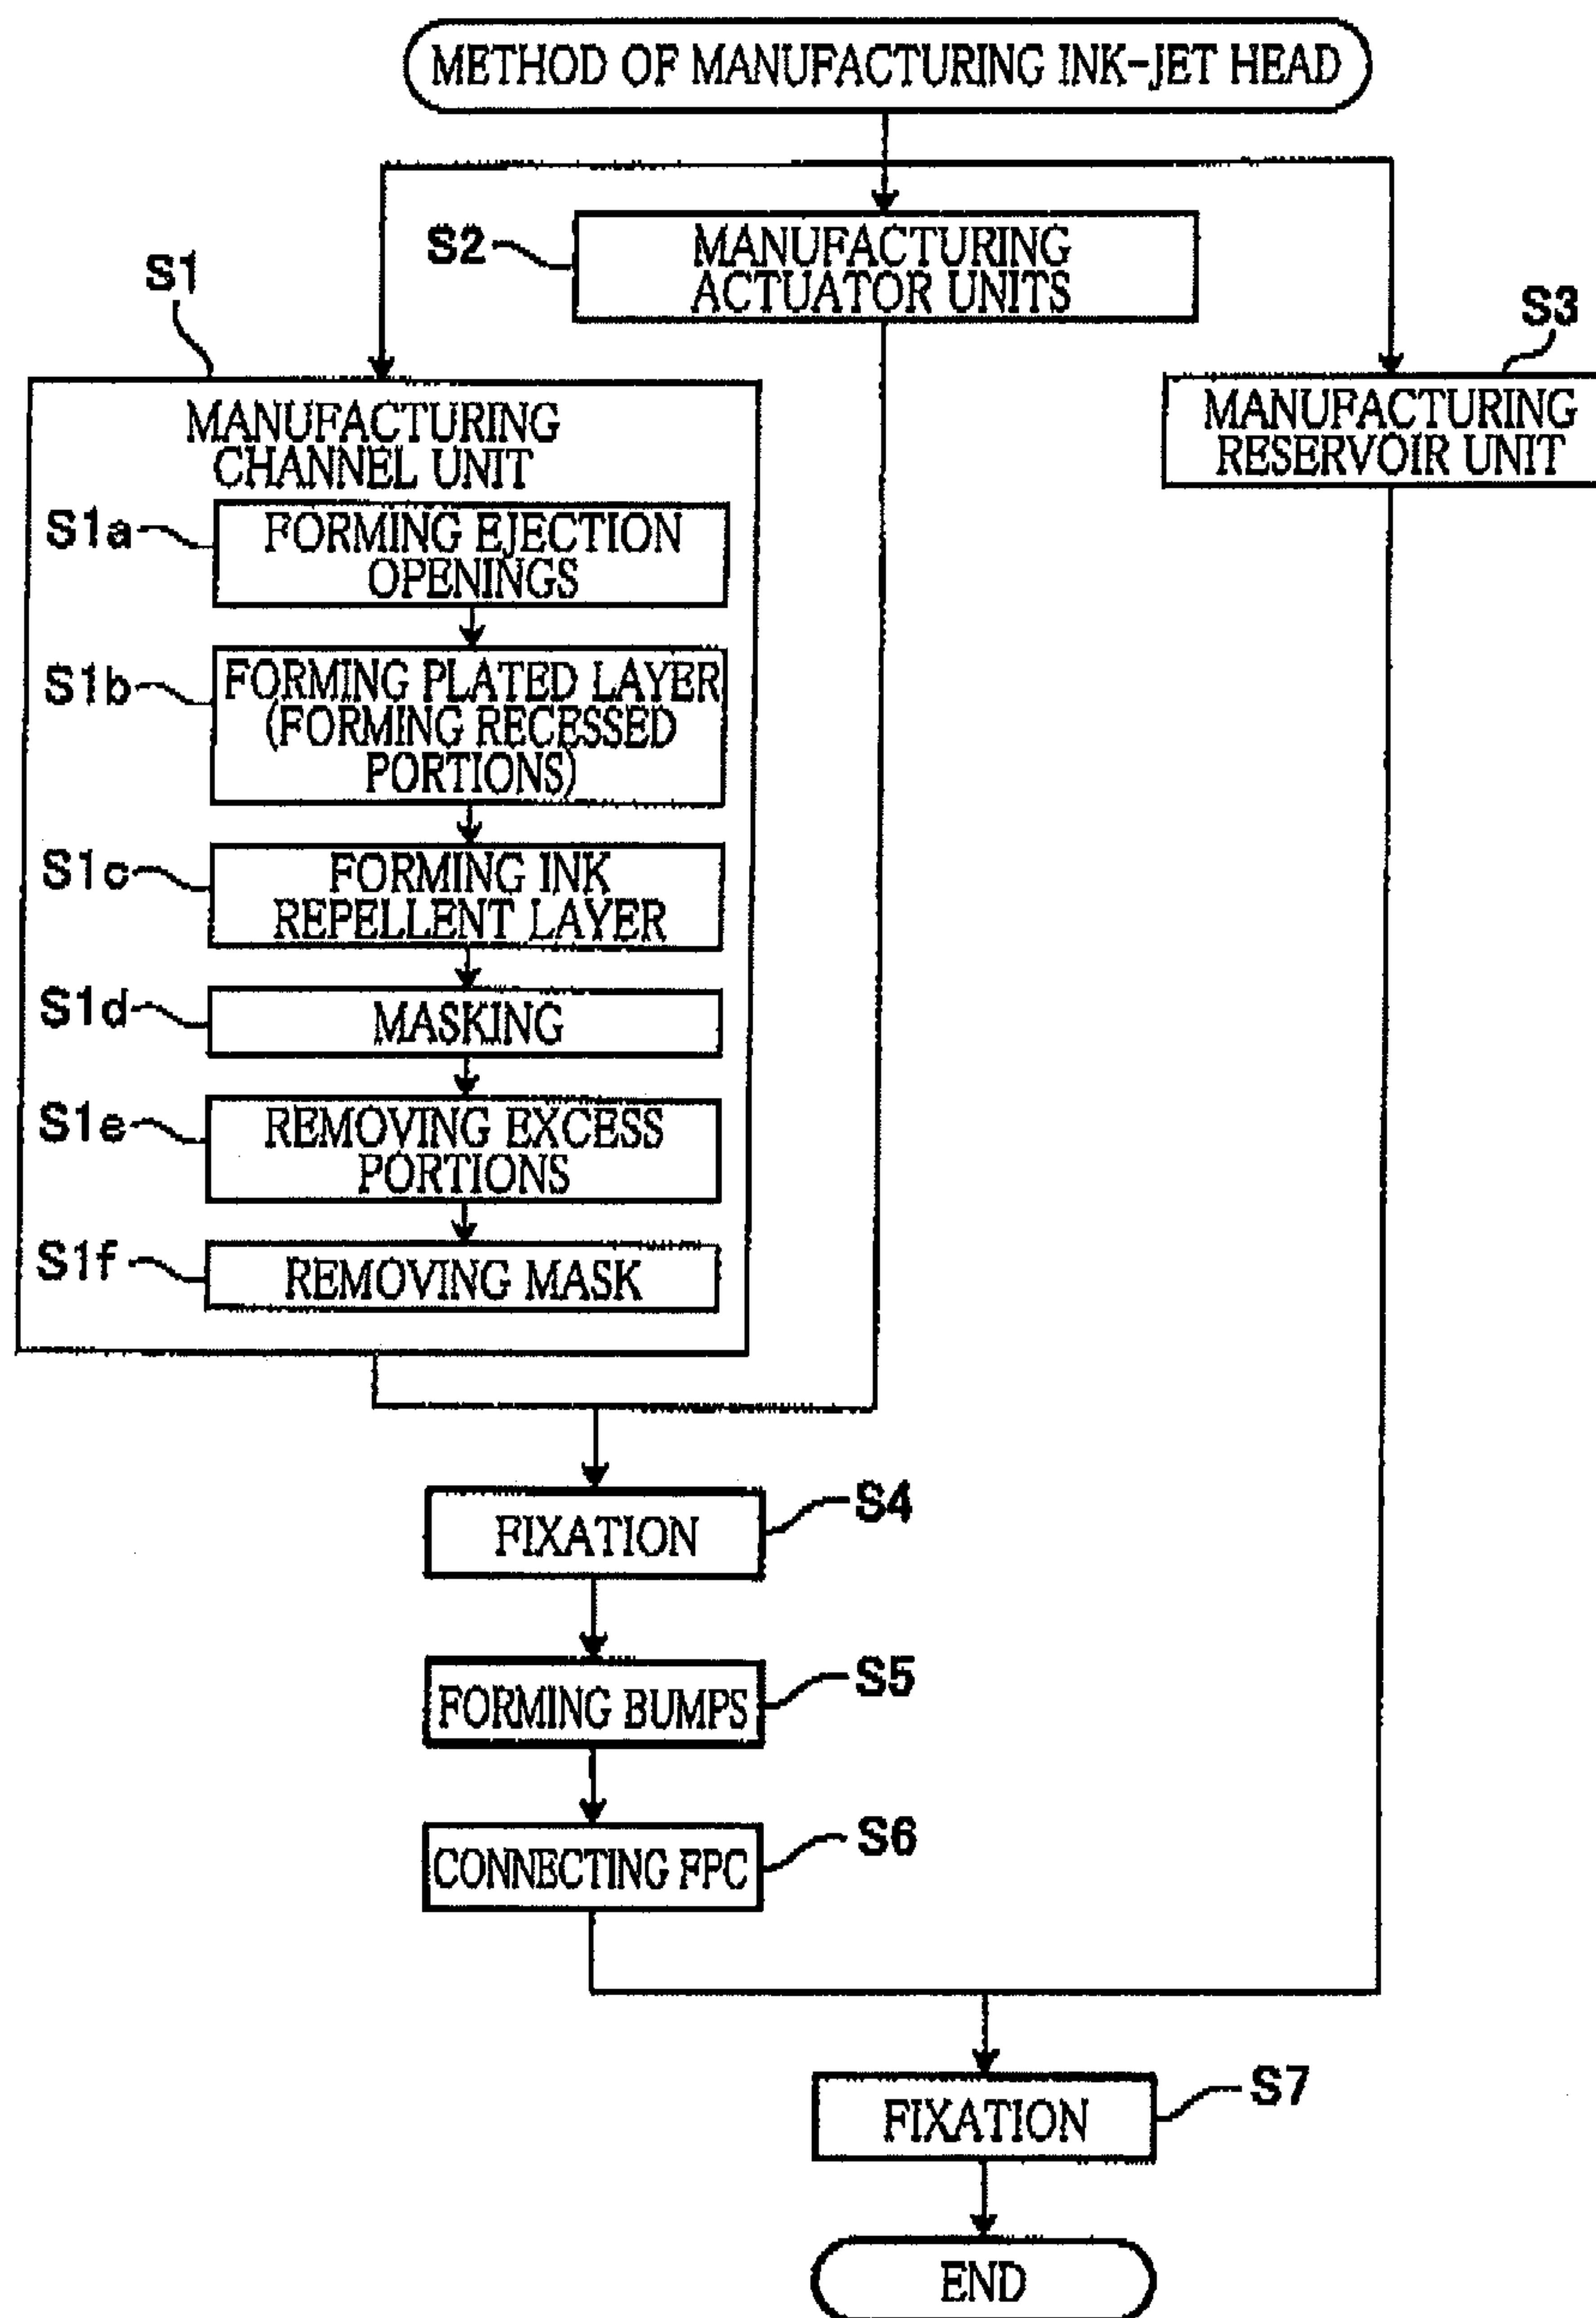 METHOD OF MANUFACTURING INK-JET HEAD
S2
MANUFACTURING
ACTUATOR UNITS
S1
S3
MANUFACTURING
CHANNEL UNIT
MANUFACTURING
RESERVOIR UNIT
S1a
FORMING EJECTION
OPENINGS
S1b
FORMING PLATED LAYER
(FORMING RECESSED
PORTIONS)
S1c
FORMING INK
REPELLENT LAYER
S1d
MASKING
S1e
REMOVING EXCESS
PORTIONS
S1f
REMOVING MASK
S4
FIXATION
S5
FORMING BUMPS
S6
CONNECTING FPC
S7
FIXATION
END